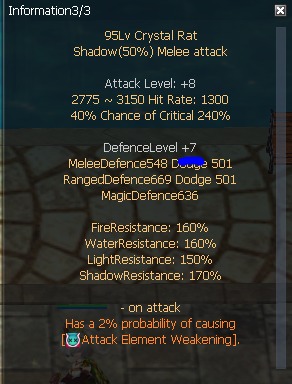 Information3/3
95Lv Crystal Rat
Shadow(50%) Melee attack
Attack Level: +8
2775 ~ 3150 Hit Rate: 1300
40% Chance of Critical 240%
DefenceLevel +7
MeleeDefence548 Dodge 501
RangedDefence669 Dodge 501
MagicDefence636
FireResistance: 160%
WaterResistance: 160%
LightResistance: 150%
ShadowResistance: 170%
- on attack
Has a 2% probability of causing
[Attack Element Weakening].